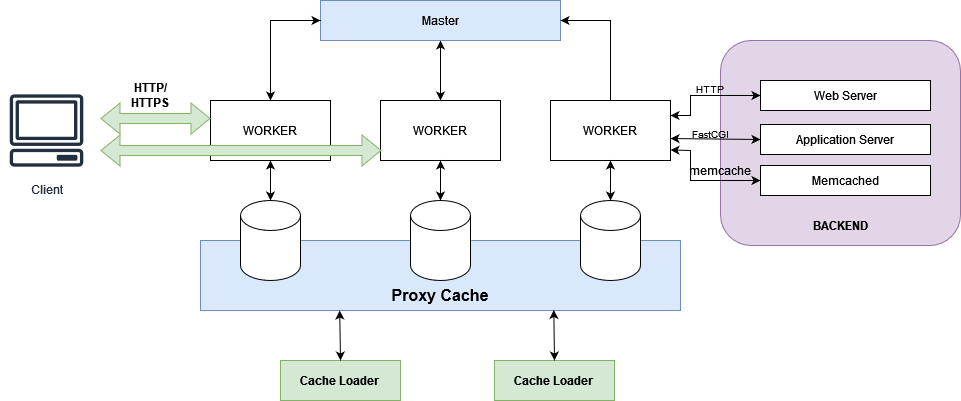 Master
HTTP/
HTTPS
Client
WORKER
WORKER
WORKER
HTTP
FastCGI
memcache
Web Server
Application Server
Memcached
BACKEND
Proxy Cache
Cache Loader
Cache Loader